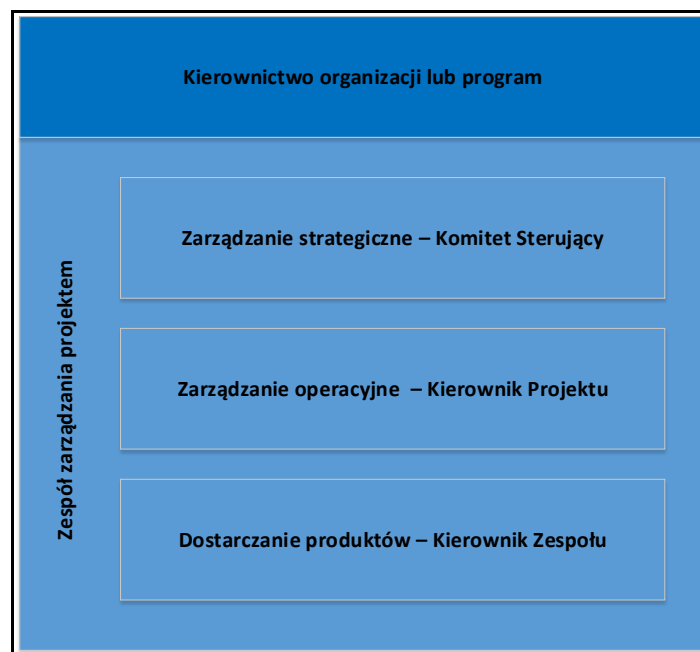 Kierownictwo organizacji lub program
Zespół zarządzania projektem
Zarządzanie strategiczne – Komitet Sterujący
Zarządzanie operacyjne – Kierownik Projektu
Dostarczanie produktów – Kierownik Zespołu